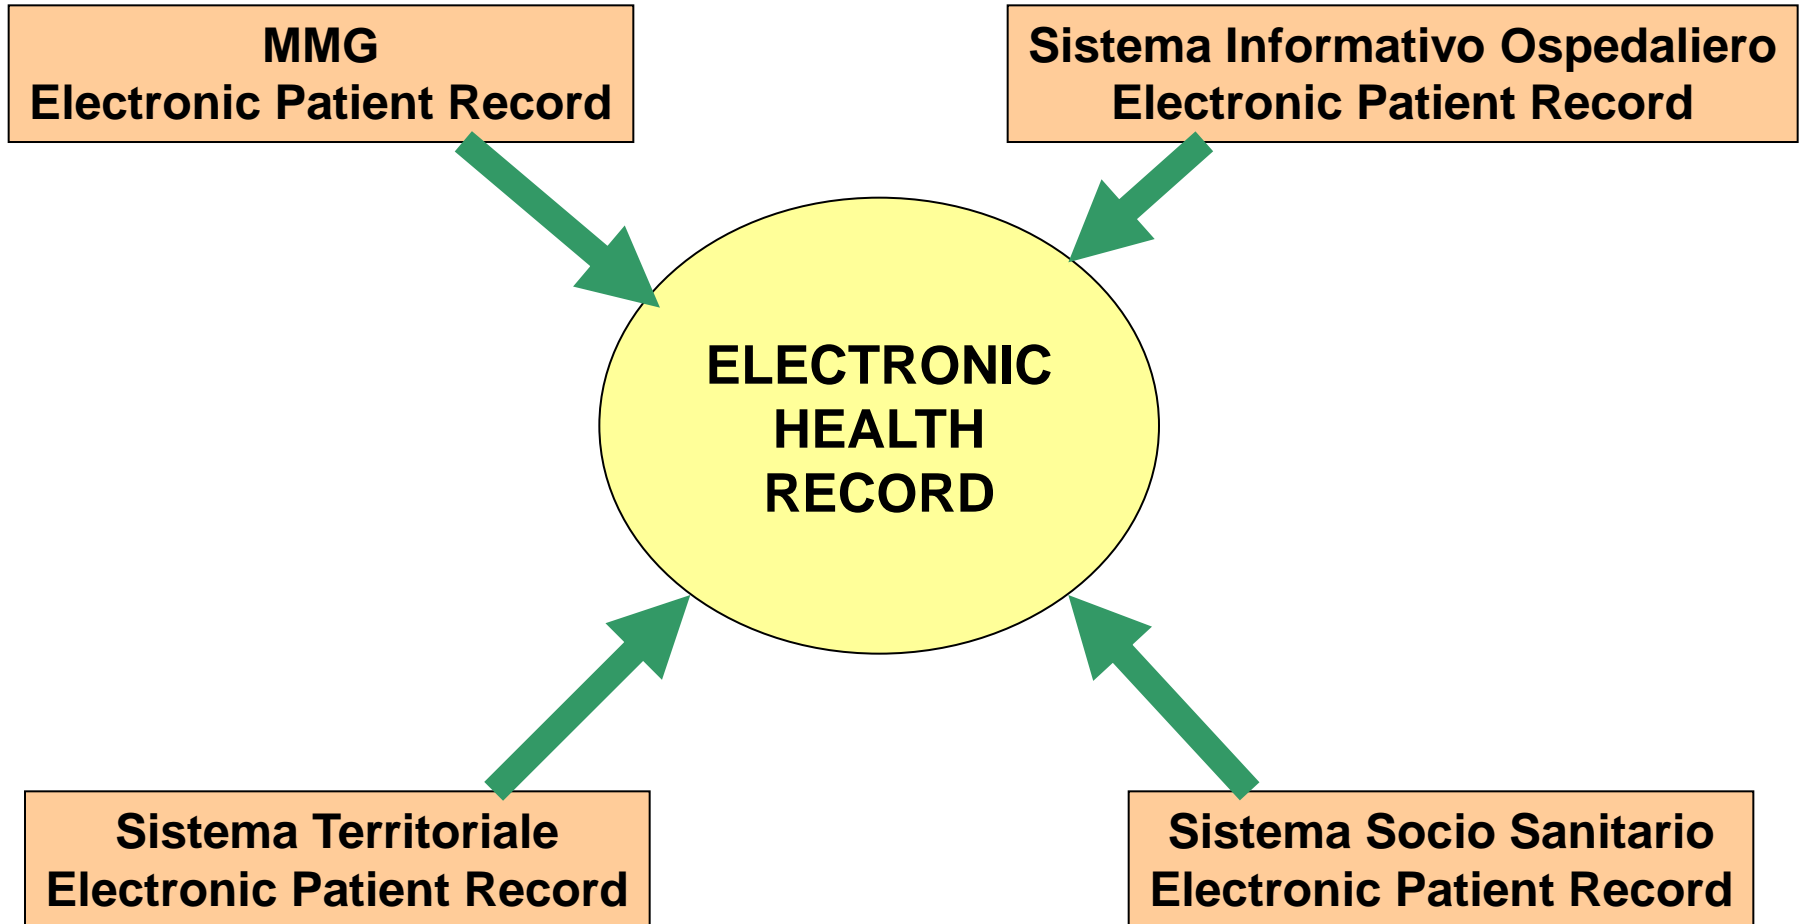 MMG
Electronic Patient Record
Sistema Informativo Ospedaliero
Electronic Patient Record
ELECTRONIC
HEALTH
RECORD
Sistema Territoriale
Electronic Patient Record
Sistema Socio Sanitario
Electronic Patient Record